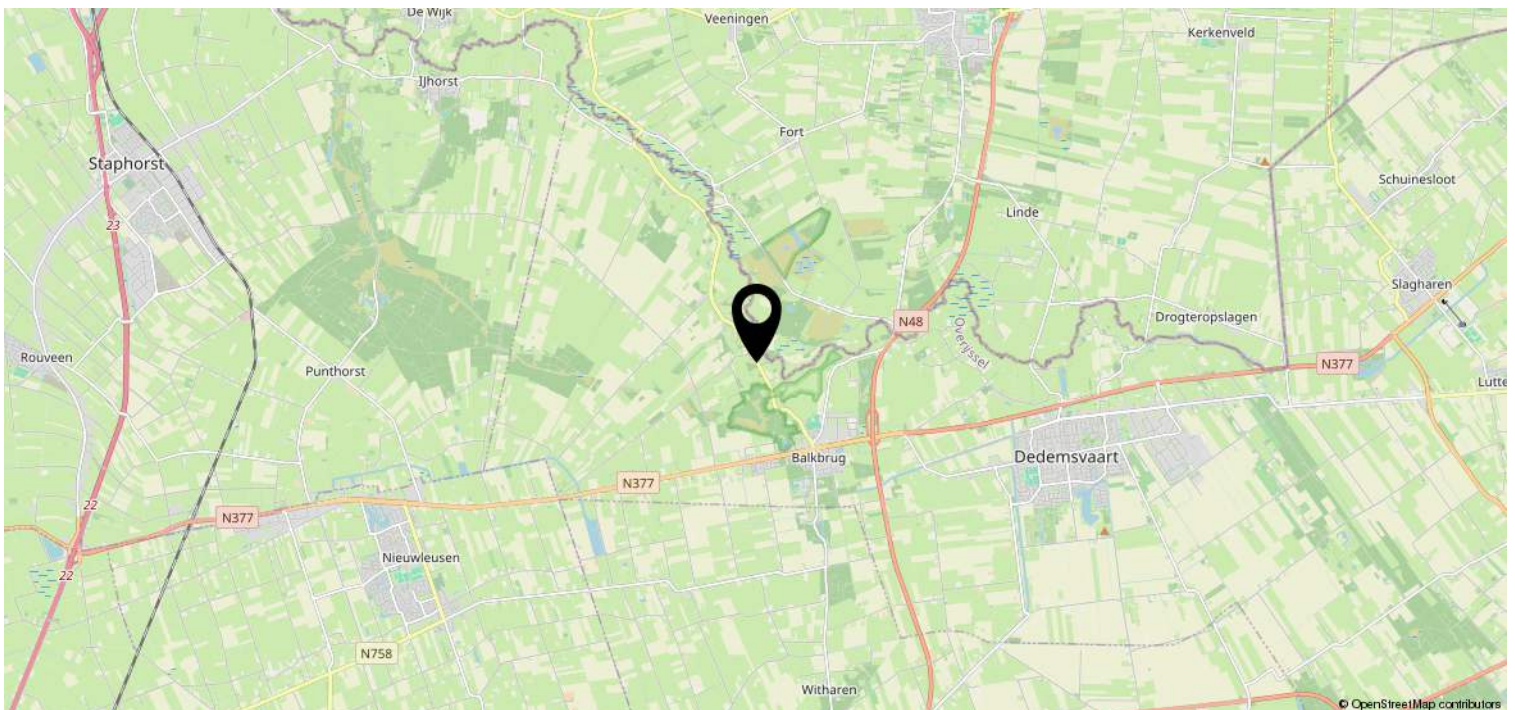 De Wijk
Veeningen
Kerkenveld
IJhorst
Fort
Staphorst
Schuinesloot
Linde
23
Slagharen
Drogteropslagen
N48
Overijssel
Rouveen
Punthorst
N377
Lutte
Balkbrug
Dedemsvaart
N377
22
N377
Nieuwleusen
22
N758
Witharen
© OpenStreetMap contributors